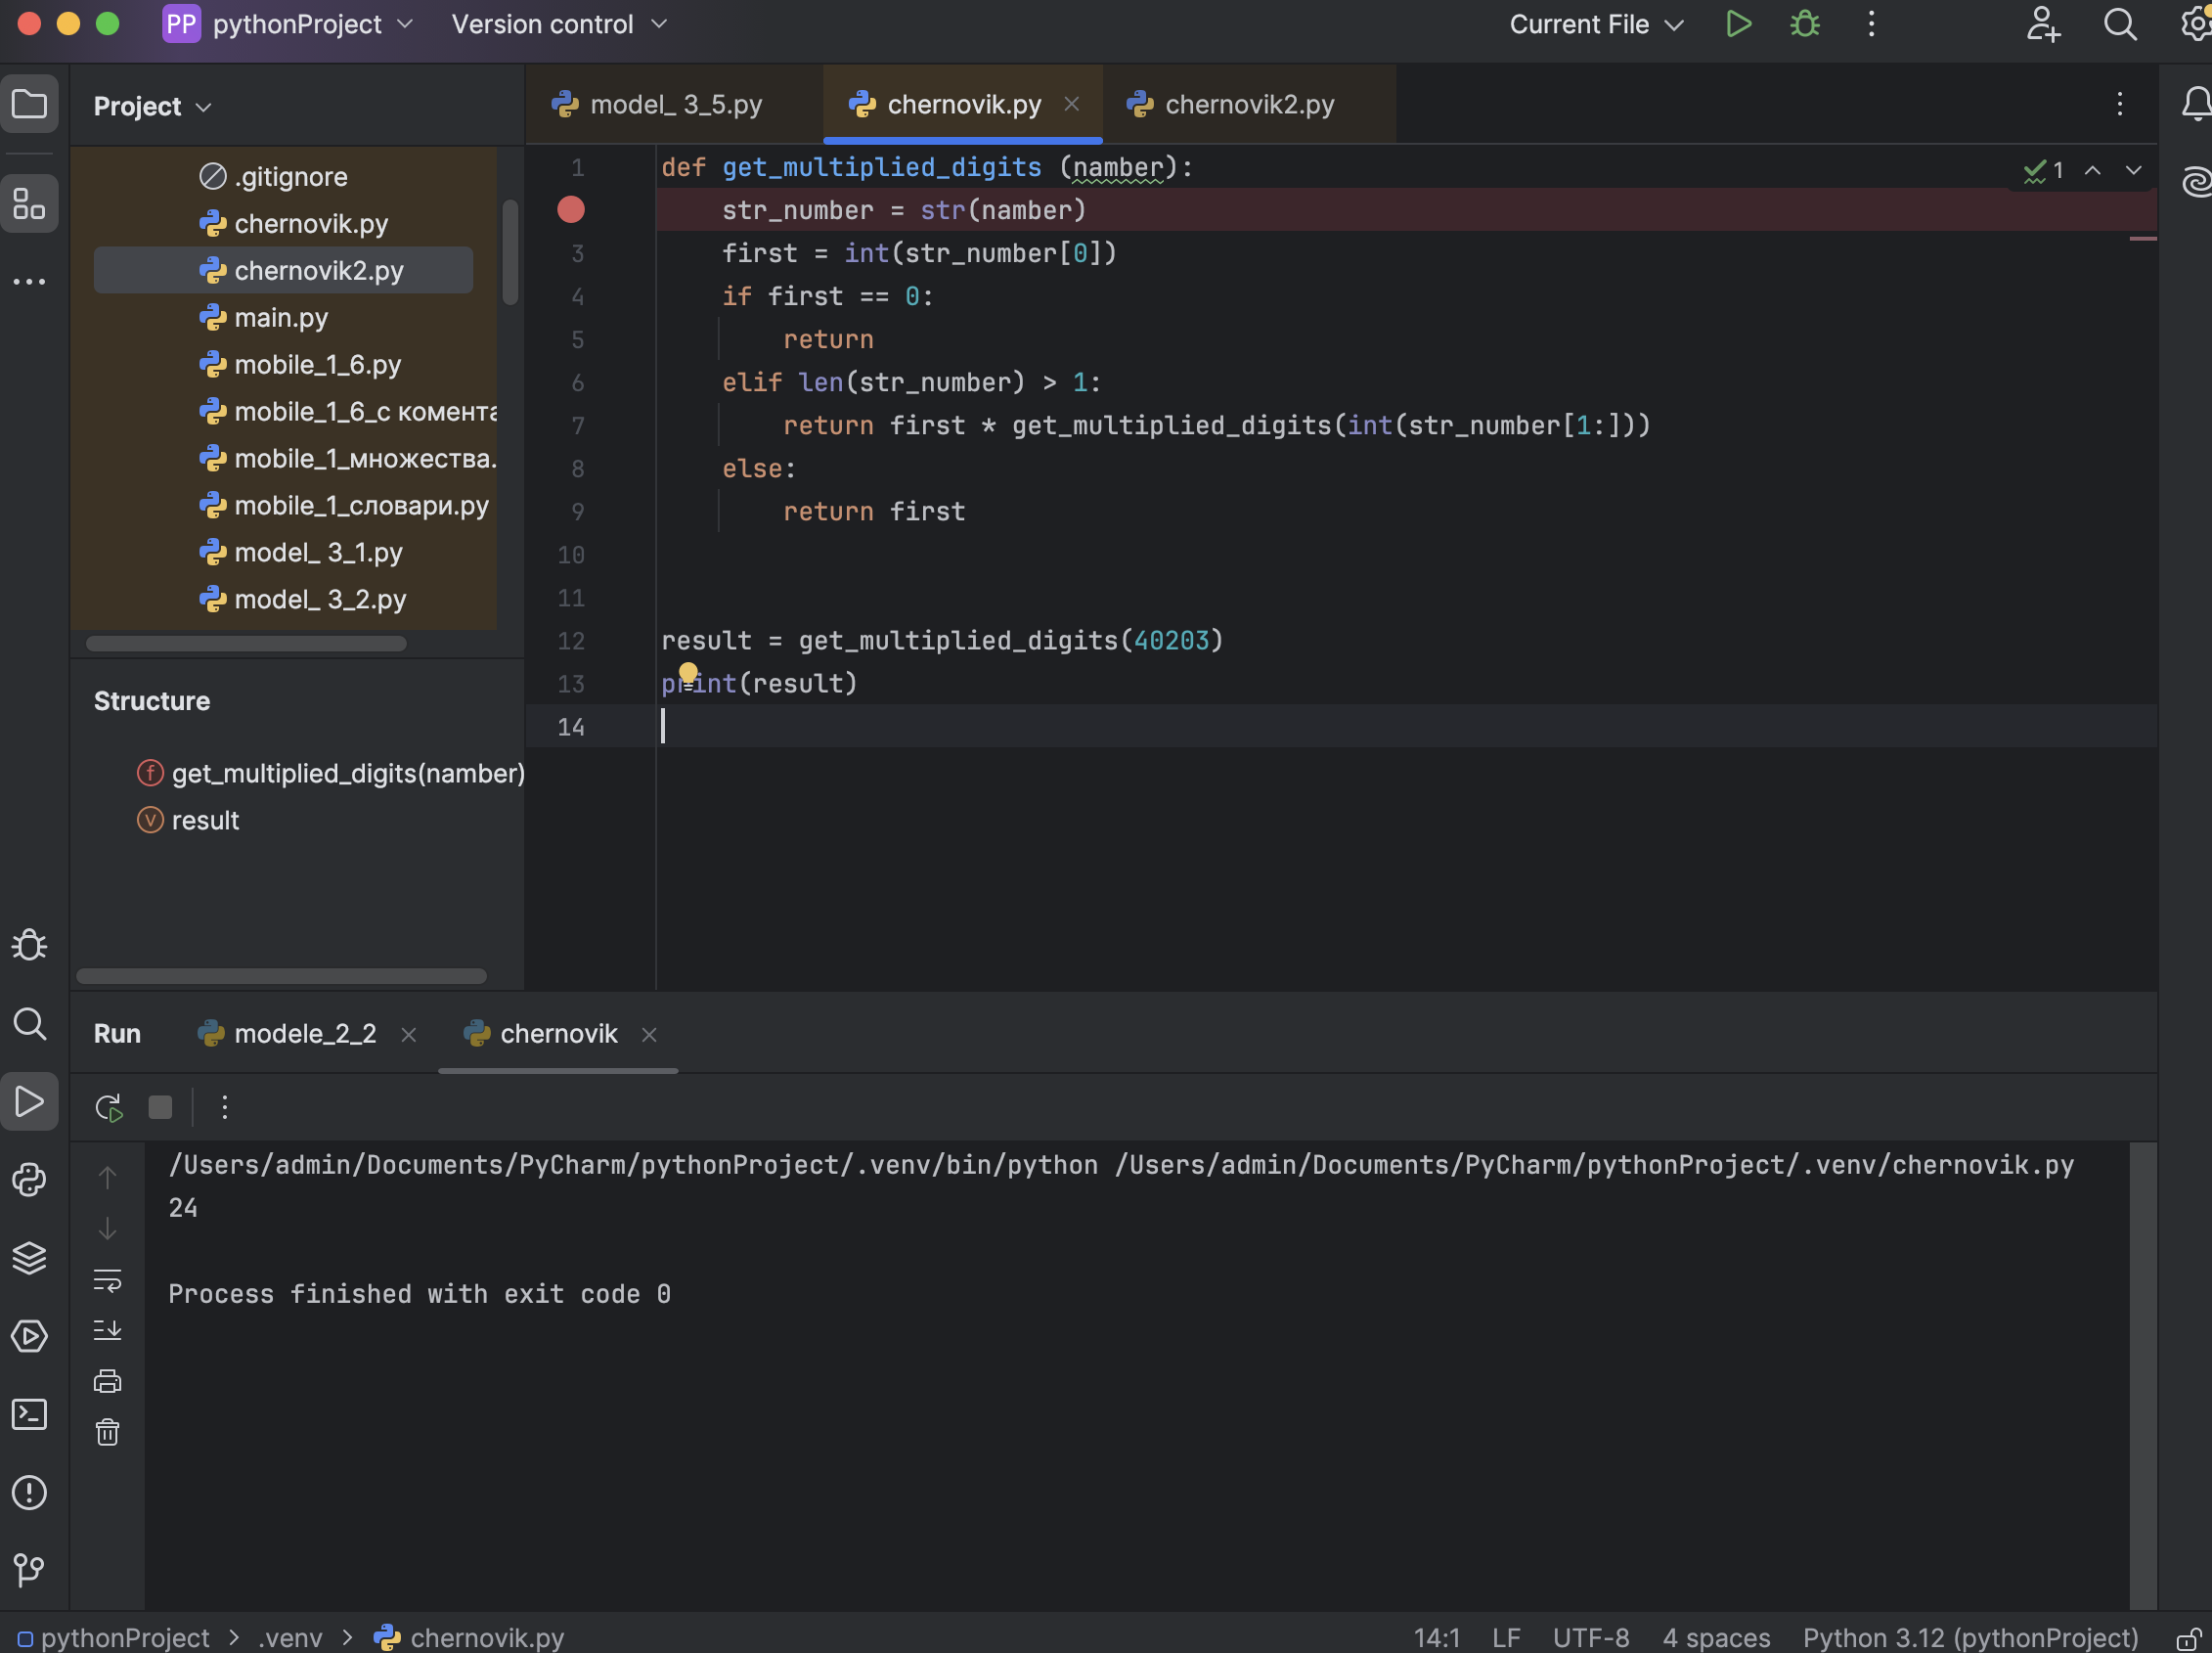 PP pythonProject Version control Current File
Project
model_ 3_5.py chernovik.py chernovik2.py
.gitignore
chernovik.py
chernovik2.py
main.py
mobile_1_6.py
mobile_1_6_с комента
mobile_1_множества.
mobile_1_словари.py
model_ 3_1.py
model_ 3_2.py
1 def get_multiplied_digits (namber):
str_number = str(namber)
3 first = int(str_number[0])
4 if first == 0:
5 return
6 elif len(str_number) > 1:
7 return first * get_multiplied_digits(int(str_number[1:]))
8 else:
9 return first
10
11
12 result = get_multiplied_digits(40203)
13 print(result)
14
1
Structure
f get_multiplied_digits(namber)
v result
Run modele_2_2 chernovik
/Users/admin/Documents/PyCharm/pythonProject/.venv/bin/python /Users/admin/Documents/PyCharm/pythonProject/.venv/chernovik.py
24
Process finished with exit code 0
pythonProject > .venv > chernovik.py 14:1 LF UTF-8 4 spaces Python 3.12 (pythonProject)